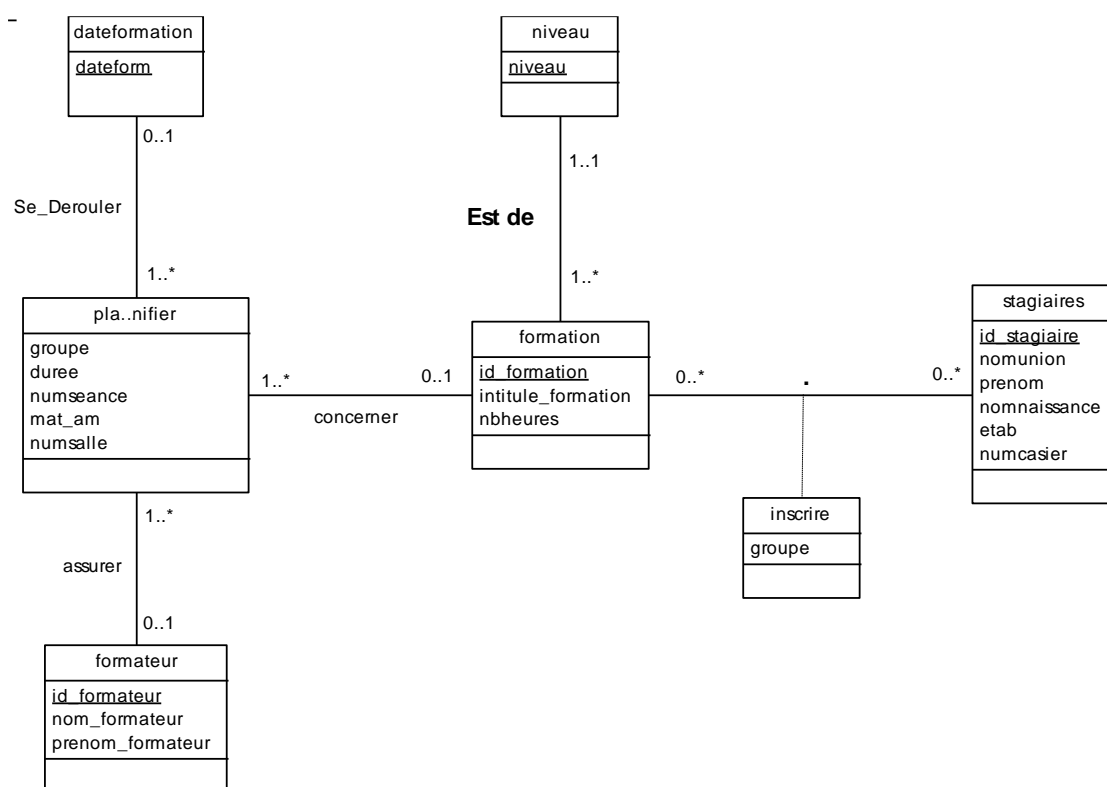 dateformation
dateform
0..1
Se_Derouler
1..*
niveau
niveau
1..1
Est de
1..*
pla..nifier
groupe
duree
numseance
mat_am
numsalle
1..*
0..1
concerner
formation
id_formation
intitule_formation
nbheures
0..*
.
0..*
stagiaires
id_stagiaire
nomunion
prenom
nomnaissance
etab
numcasier
inscrire
groupe
1..*
assurer
0..1
formateur
id_formateur
nom_formateur
prenom_formateur